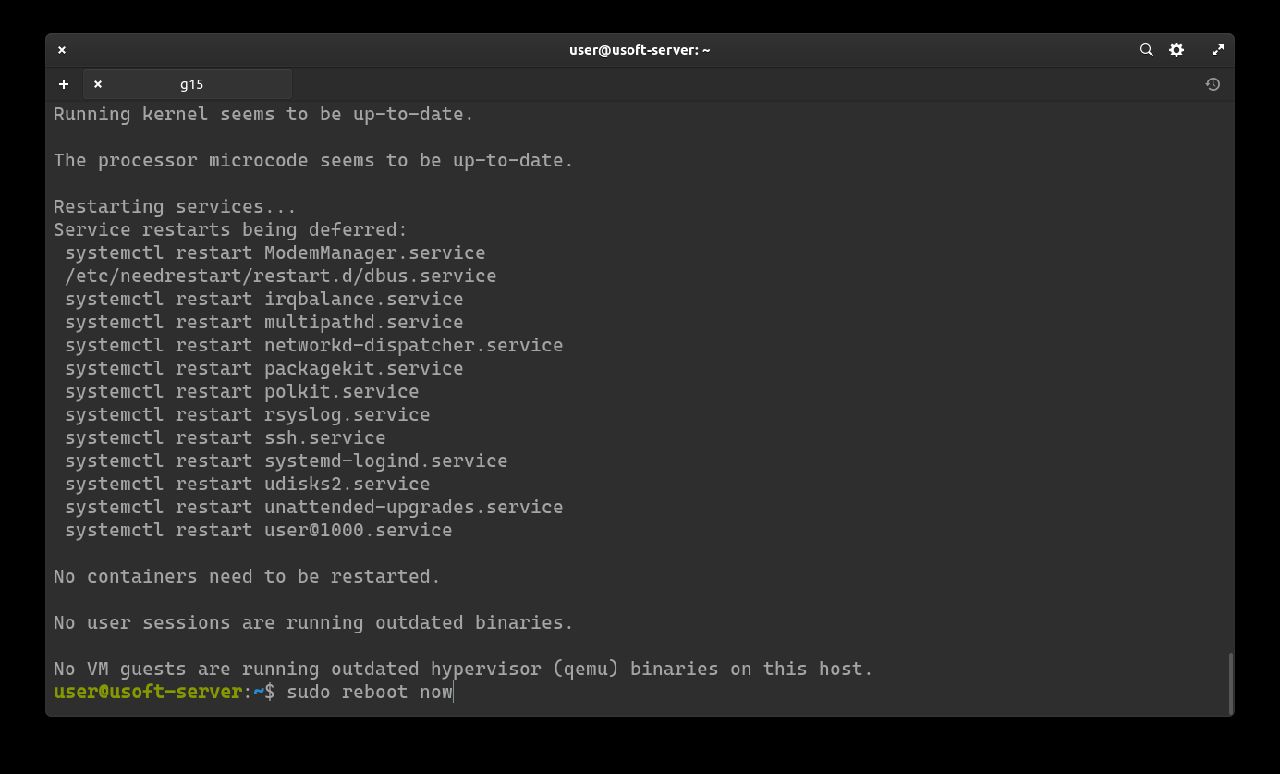 user@usoft-server: ~
g15
Running kernel seems to be up-to-date.
The processor microcode seems to be up-to-date.
Restarting services...
Service restarts being deferred:
systemctl restart ModemManager.service
/etc/needrestart/restart.d/dbus.service
systemctl restart irqbalance.service
systemctl restart multipathd.service
systemctl restart networkd-dispatcher.service
systemctl restart packagekit.service
systemctl restart polkit.service
systemctl restart rsyslog.service
systemctl restart ssh.service
systemctl restart systemd-logind.service
systemctl restart udisks2.service
systemctl restart unattended-upgrades.service
systemctl restart user@1000.service
No containers need to be restarted.
No user sessions are running outdated binaries.
No VM guests are running outdated hypervisor (qemu) binaries on this host.
user@usoft-server:~$ sudo reboot now